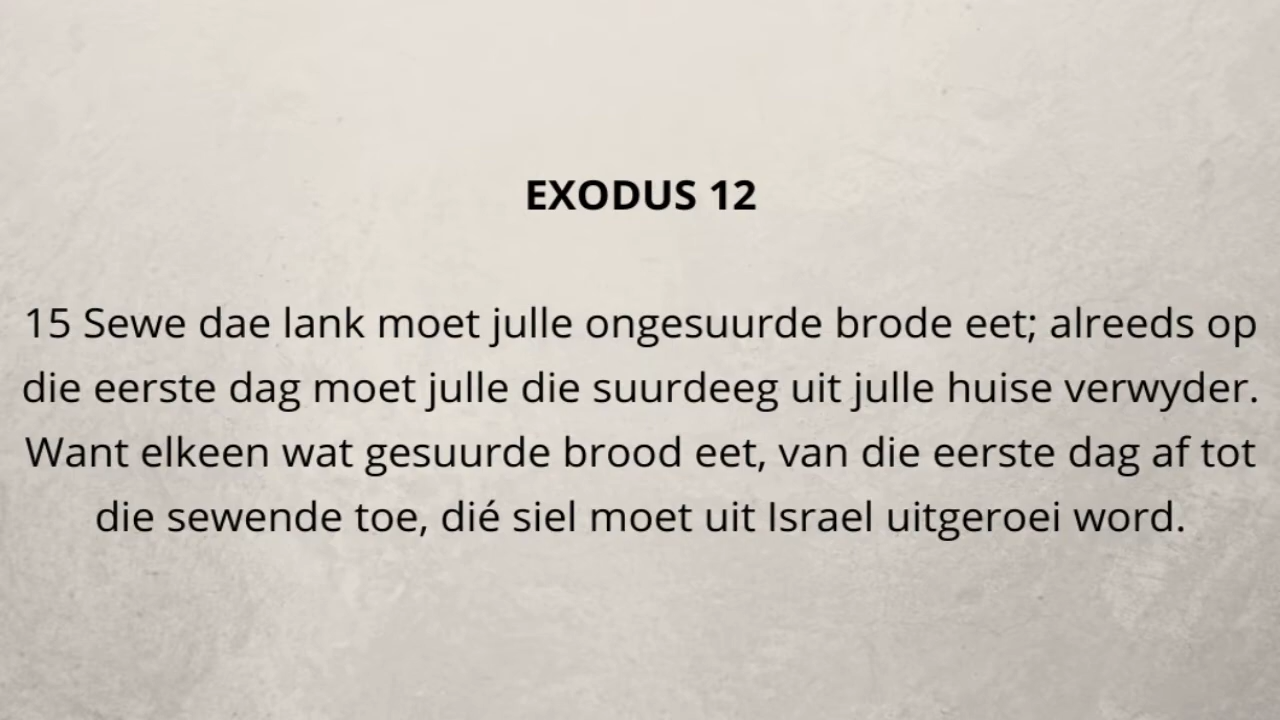 EXODUS 12
15 Sewe dae lank moet julle ongesuurde brode eet; alreeds op
die eerste dag moet julle die suurdeeg uit julle huise verwyder.
Want elkeen wat gesuurde brood eet, van die eerste dag af tot
die sewende toe, dié siel moet uit Israel uitgeroei word.